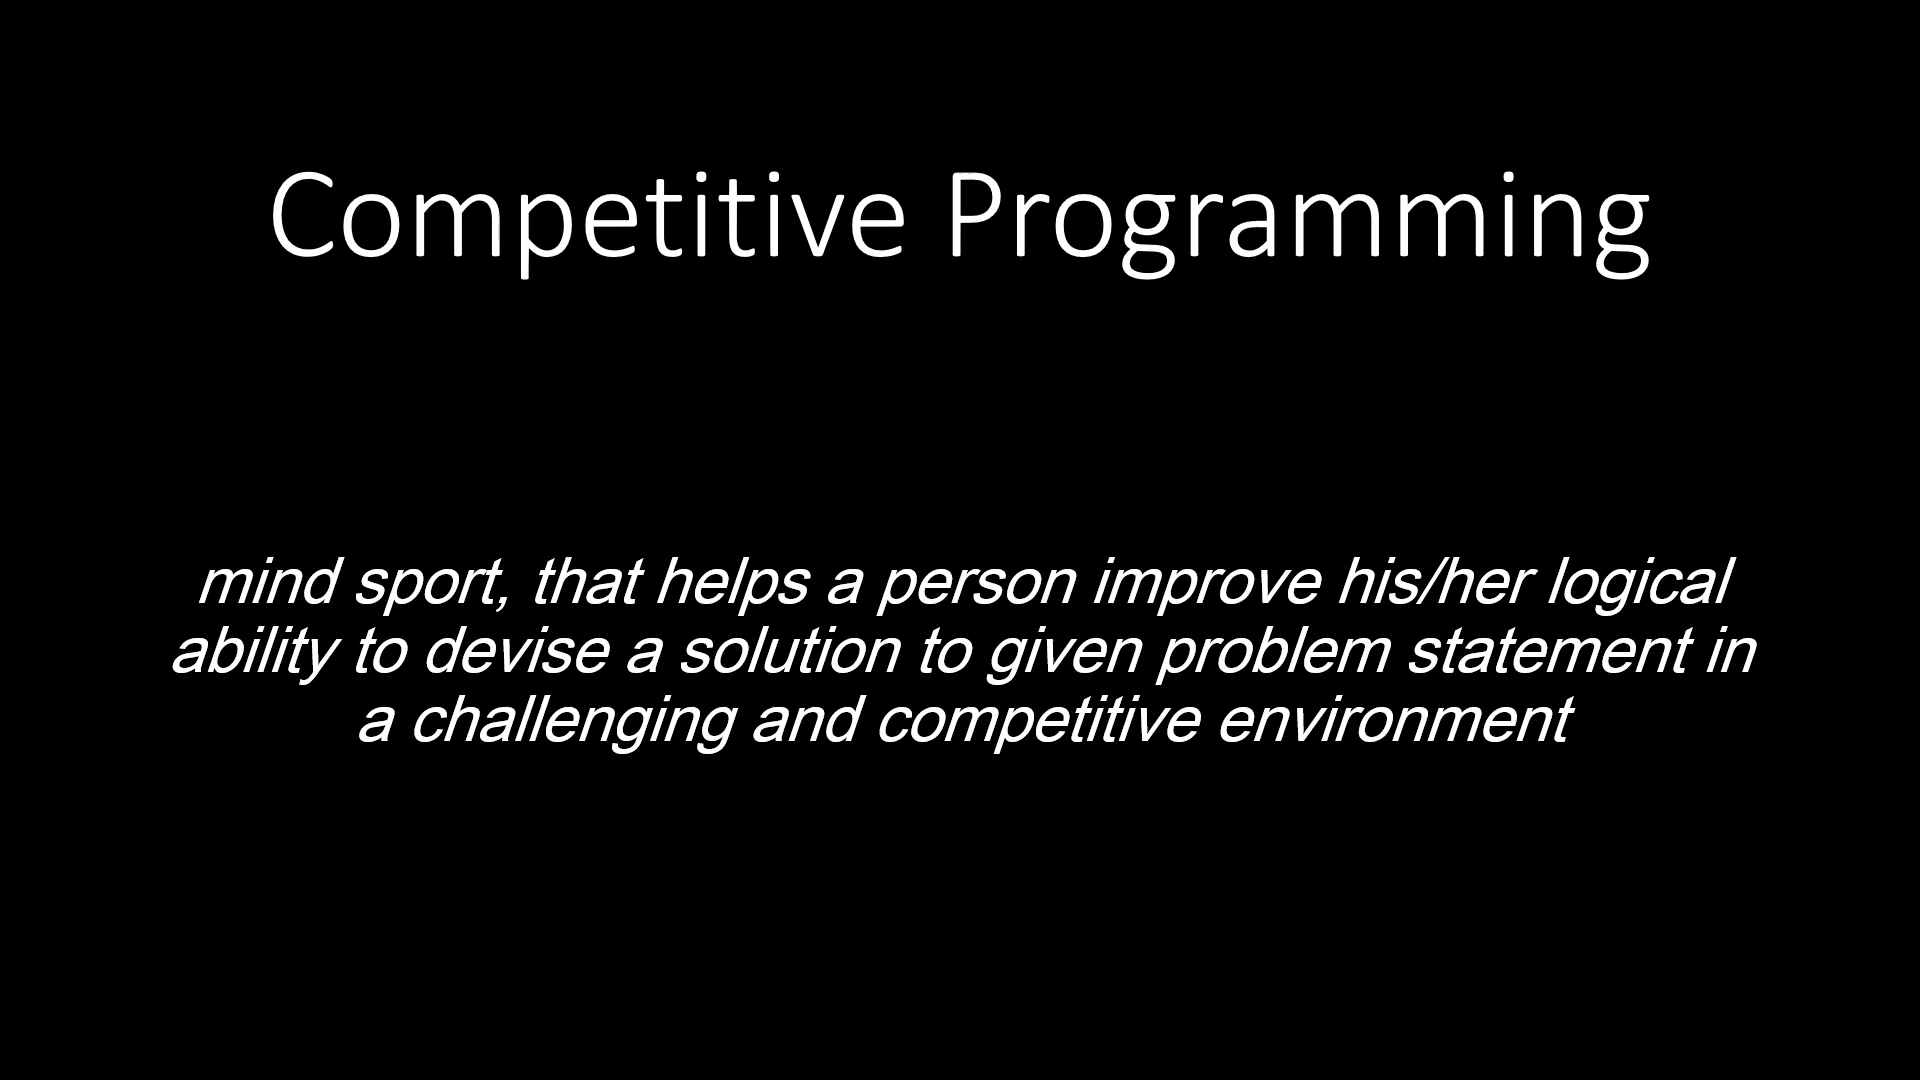 Competitive Programming
mind sport, that helps a person improve his/her logical
ability to devise a solution to given problem statement in
a challenging and competitive environment